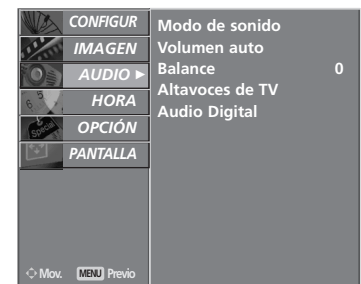 CONFIGUR
IMAGEN
AUDIO ►
HORA
OPCIÓN
PANTALLA
Modo de sonido
Volumen auto
Balance 0
Altavoces de TV
Audio Digital
Special
Mov. MENU Previo